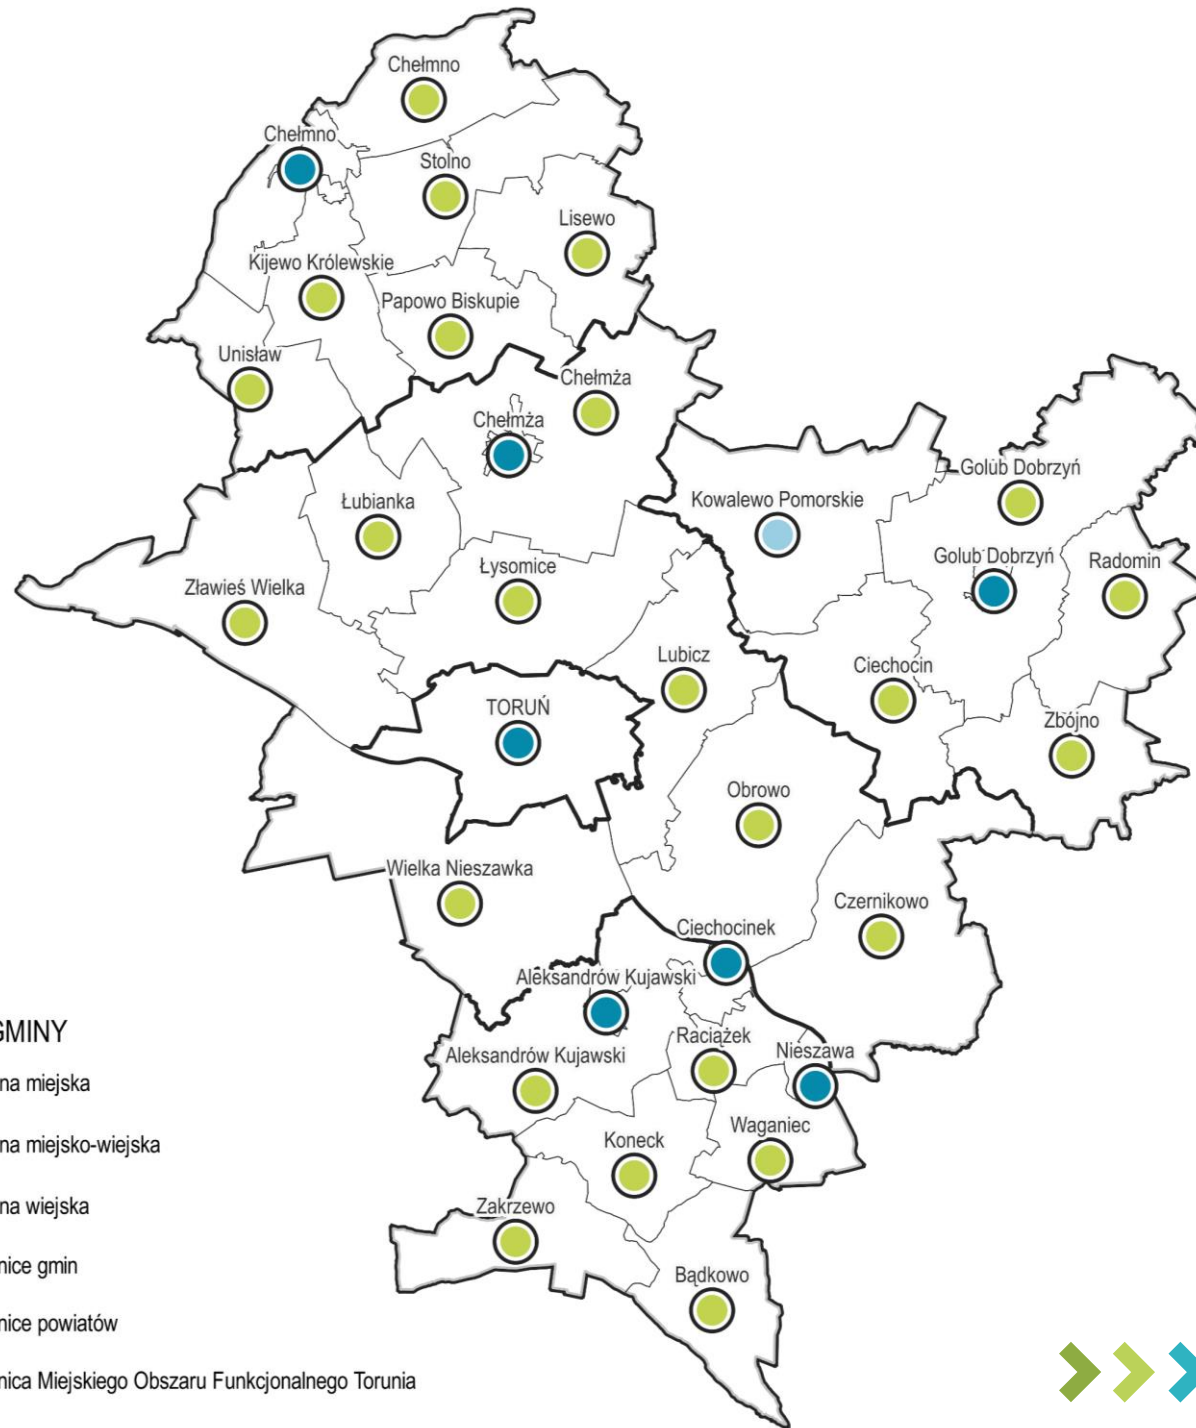 Chełmno
Chełmno
Stolno
Lisewo
Kijewo Królewskie
Papowo Biskupie
Unisław
Chełmża
Chełmża
Golub Dobrzyń
Kowalewo Pomorskie
Łubianka
Golub Dobrzyń
Radomin
Łysomice
Zławieś Wielka
Lubicz
Ciechocin
TORUŃ
Zbójno
Obrowo
Wielka Nieszawka
Czernikowo
Ciechocinek
Aleksandrów Kujawski
Raciążek
Nieszawa
Aleksandrów Kujawski
Waganiec
Koneck
Zakrzewo
Bądkowo
GMINY
na miejska
na miejsko-wiejska
na wiejska
nice gmin
nice powiatów
nica Miejskiego Obszaru Funkcjonalnego Torunia